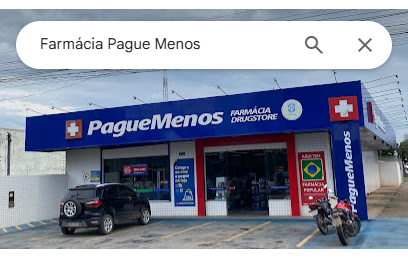 Farmácia Pague Menos
PagueMenos
FARMÁCIA
DRUGSTORE
AQUI TEM
FARMÁCIA
POPULAR
PagueMenos